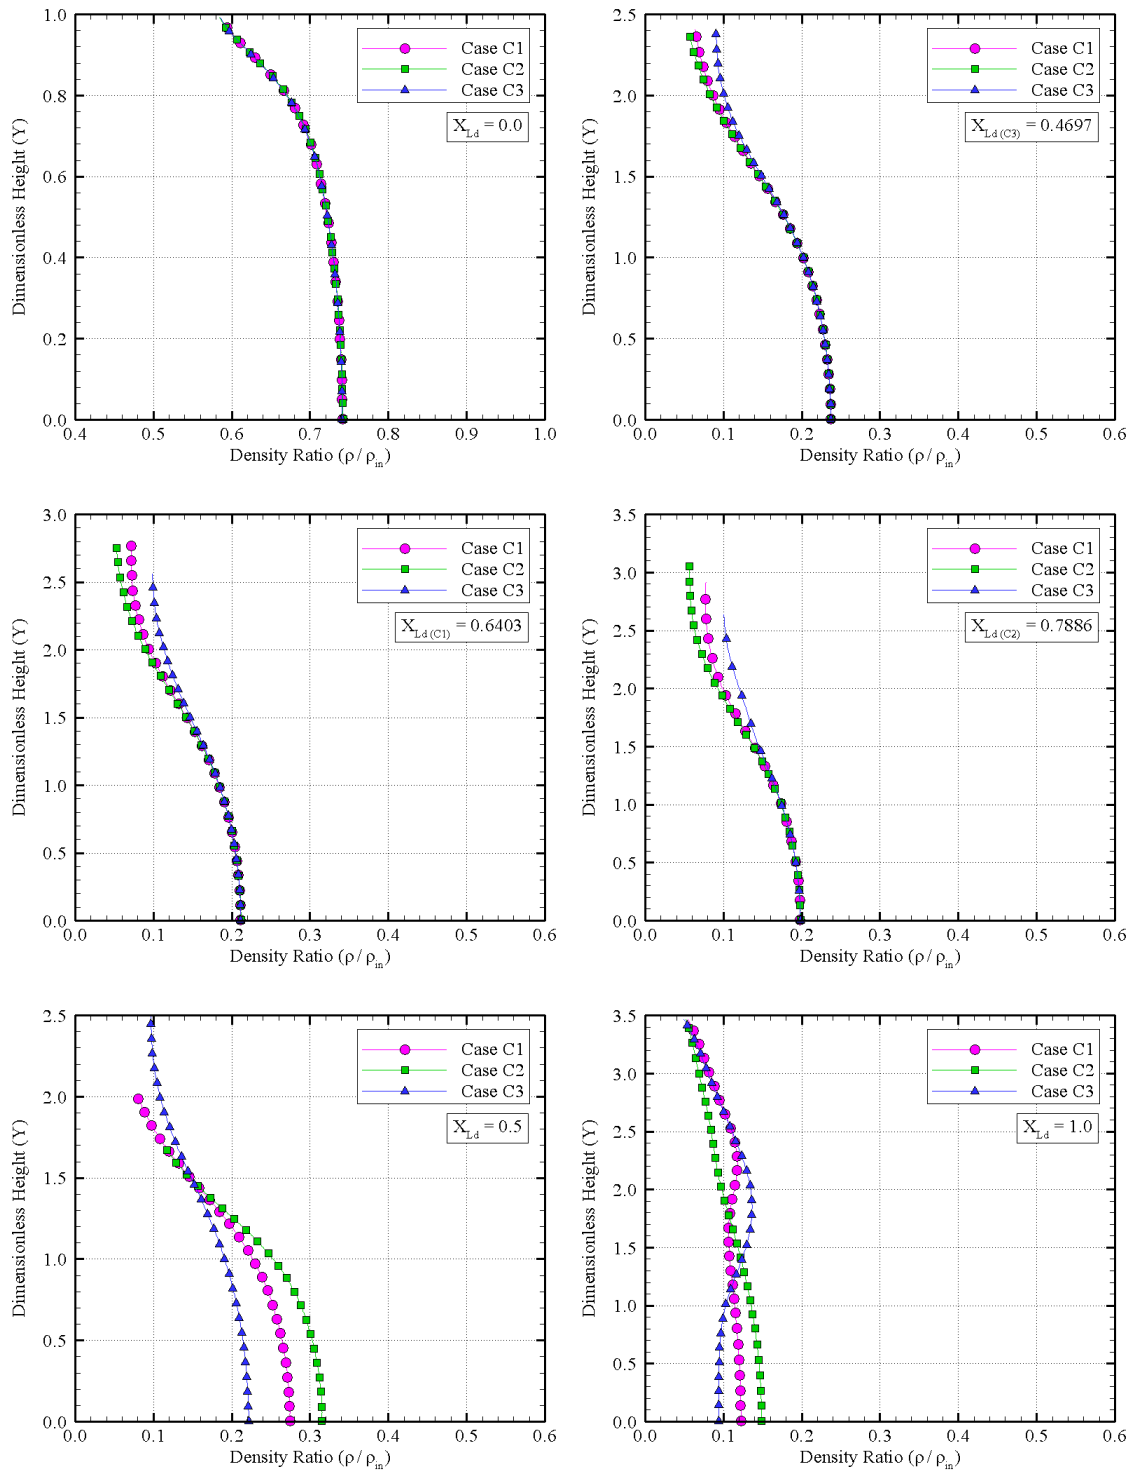 1.0
0.8
0.6
0.4
0.2
0.0
Dimensionless Height (Y)
Case C1
Case C2
Case C3
X_Ld = 0.0
0.4 0.5 0.6 0.7 0.8 0.9 1.0
Density Ratio (ρ / ρ_in)
2.5
2.0
1.5
1.0
0.5
0.0
Dimensionless Height (Y)
Case C1
Case C2
Case C3
X_Ld (C3) = 0.4697
0.0 0.1 0.2 0.3 0.4 0.5 0.6
Density Ratio (ρ / ρ_in)
3.0
2.5
2.0
1.5
1.0
0.5
0.0
Dimensionless Height (Y)
Case C1
Case C2
Case C3
X_Ld (C1) = 0.6403
0.0 0.1 0.2 0.3 0.4 0.5 0.6
Density Ratio (ρ / ρ_in)
3.5
3.0
2.5
2.0
1.5
1.0
0.5
0.0
Dimensionless Height (Y)
Case C1
Case C2
Case C3
X_Ld (C2) = 0.7886
0.0 0.1 0.2 0.3 0.4 0.5 0.6
Density Ratio (ρ / ρ_in)
2.5
2.0
1.5
1.0
0.5
0.0
Dimensionless Height (Y)
Case C1
Case C2
Case C3
X_Ld = 0.5
0.0 0.1 0.2 0.3 0.4 0.5 0.6
Density Ratio (ρ / ρ_in)
3.5
3.0
2.5
2.0
1.5
1.0
0.5
0.0
Dimensionless Height (Y)
Case C1
Case C2
Case C3
X_Ld = 1.0
0.0 0.1 0.2 0.3 0.4 0.5 0.6
Density Ratio (ρ / ρ_in)